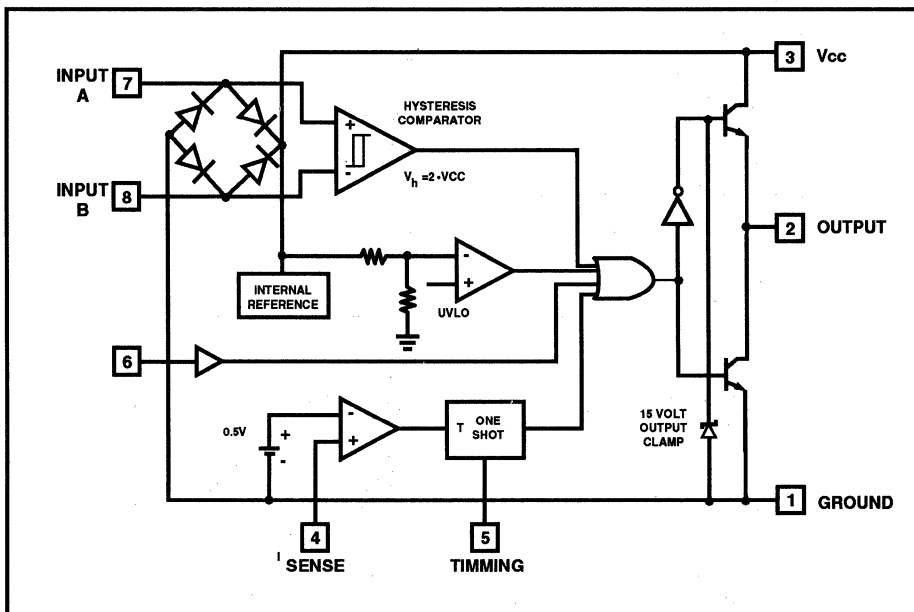 INPUT
A
7
3
Vcc
HYSTERESIS
COMPARATOR
+
-
Vh =2•VCC
INPUT
B
8
2
OUTPUT
INTERNAL
REFERENCE
-
+
UVLO
6
0.5V
+
-
-
+
T ONE
SHOT
15 VOLT
OUTPUT
CLAMP
1
GROUND
4
I SENSE
5
TIMMING